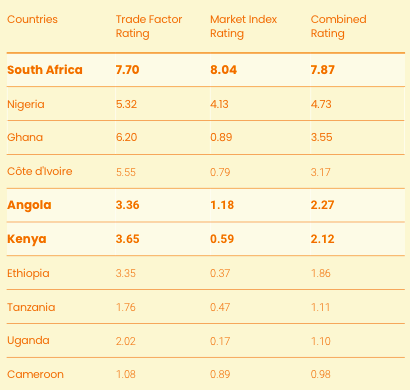 Countries Trade Factor Rating Market Index Rating Combined Rating
South Africa 7.70 8.04 7.87
Nigeria 5.32 4.13 4.73
Ghana 6.20 0.89 3.55
Côte d'Ivoire 5.55 0.79 3.17
Angola 3.36 1.18 2.27
Kenya 3.65 0.59 2.12
Ethiopia 3.35 0.37 1.86
Tanzania 1.76 0.47 1.11
Uganda 2.02 0.17 1.10
Cameroon 1.08 0.89 0.98